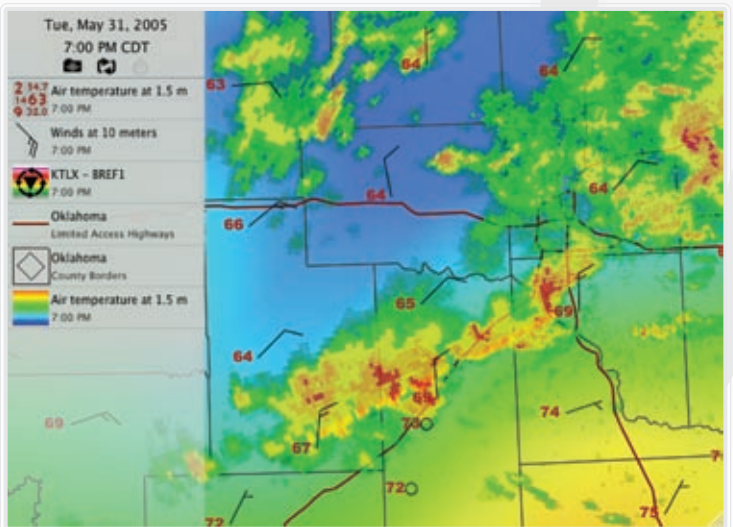 Tue, May 31, 2005
7:00 PM CDT
Air temperature at 1.5 m
7:00 PM
Winds at 10 meters
7:00 PM
KTLX - BREF1
7:00 PM
Oklahoma
Limited Access Highways
Oklahoma
County Borders
Air temperature at 1.5 m
7:00 PM
63
64
64
64
64
66
65
69
64
69
74
67
73
72
75
72